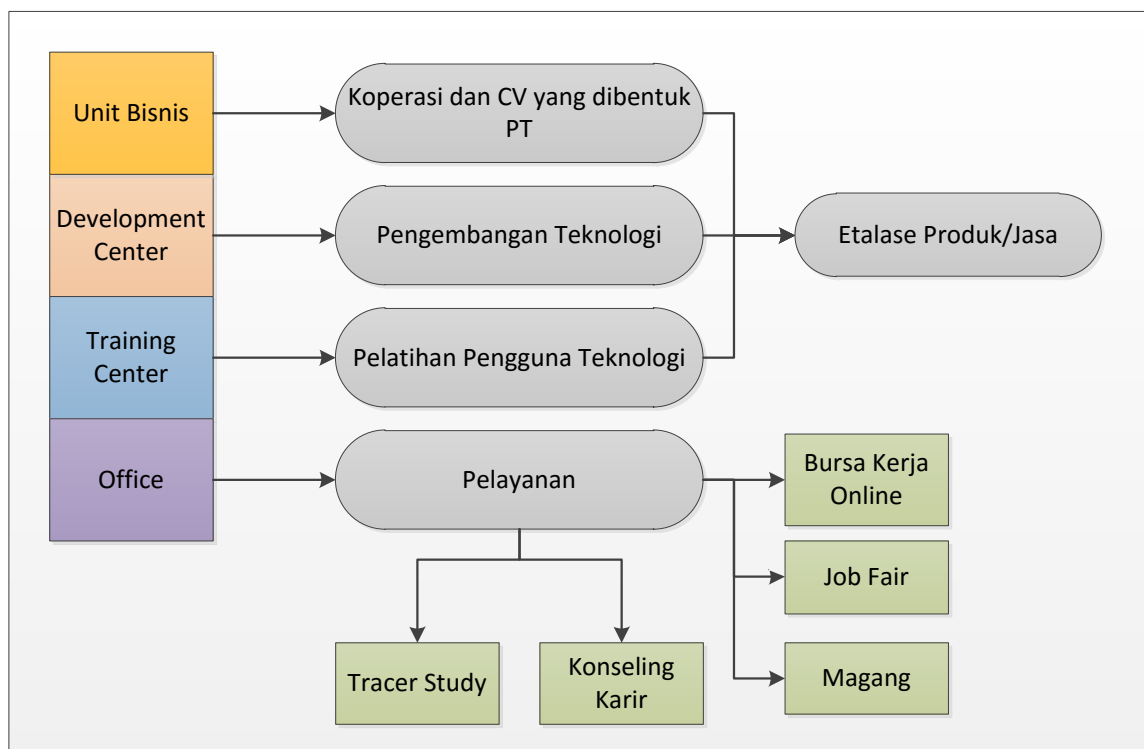 Unit Bisnis
Koperasi dan CV yang dibentuk
PT
Development
Center
Pengembangan Teknologi
Etalase Produk/Jasa
Training
Center
Pelatihan Pengguna Teknologi
Office
Pelayanan
Bursa Kerja
Online
Job Fair
Tracer Study
Konseling
Karir
Magang